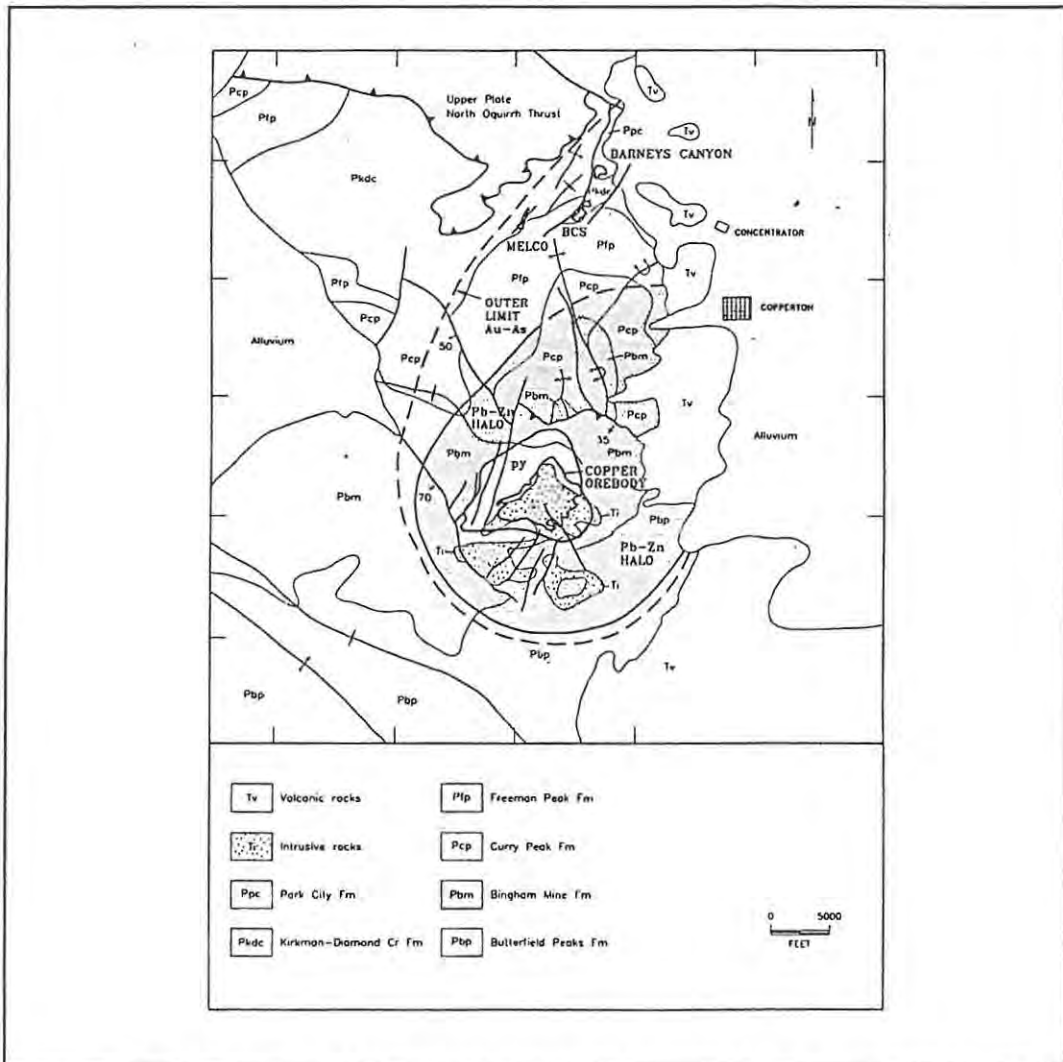 Pcp
Pfp
Upper Plate
North Oquirrh Thrust
Tv
N
Ppc
Tv
BARNEYS CANYON
Pkdc
Tv
CONCENTRATOR
BCS
MELCO
Pfp
Tv
Pfp
Pfp
Pcp
COPPERTON
OUTER
LIMIT
Au-As
Pcp
Pcp
Alluvium
50
Pcp
Pcp
Pbm
Pbm
Pb-Zn
HALO
Pcp
Tv
Alluvium
35
Pbm
Pbm
py
COPPER
OREBODY
Pbm
70
Ti
Pbp
Pb-Zn
HALO
Ti
Ti
Pbp
Tv
Pbp
Pbp
Tv Volcanic rocks
Ti Intrusive rocks
Ppc Park City Fm
Pkdc Kirkman-Diamond Cr Fm
Pfp Freeman Peak Fm
Pcp Curry Peak Fm
Pbm Bingham Mine Fm
Pbp Butterfield Peaks Fm
0 5000
FEET